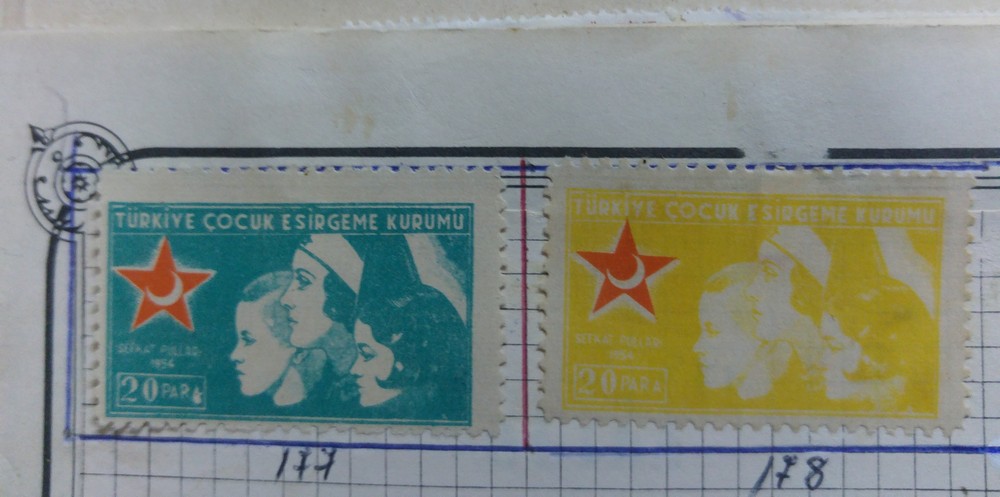 TÜRKİYE ÇOCUK ESİRGEME KURUMU
ŞEFKAT PULLARI
1954
20 PARA
TÜRKİYE ÇOCUK ESİRGEME KURUMU
ŞEFKAT PULLARI
1954
20 PARA
177
178